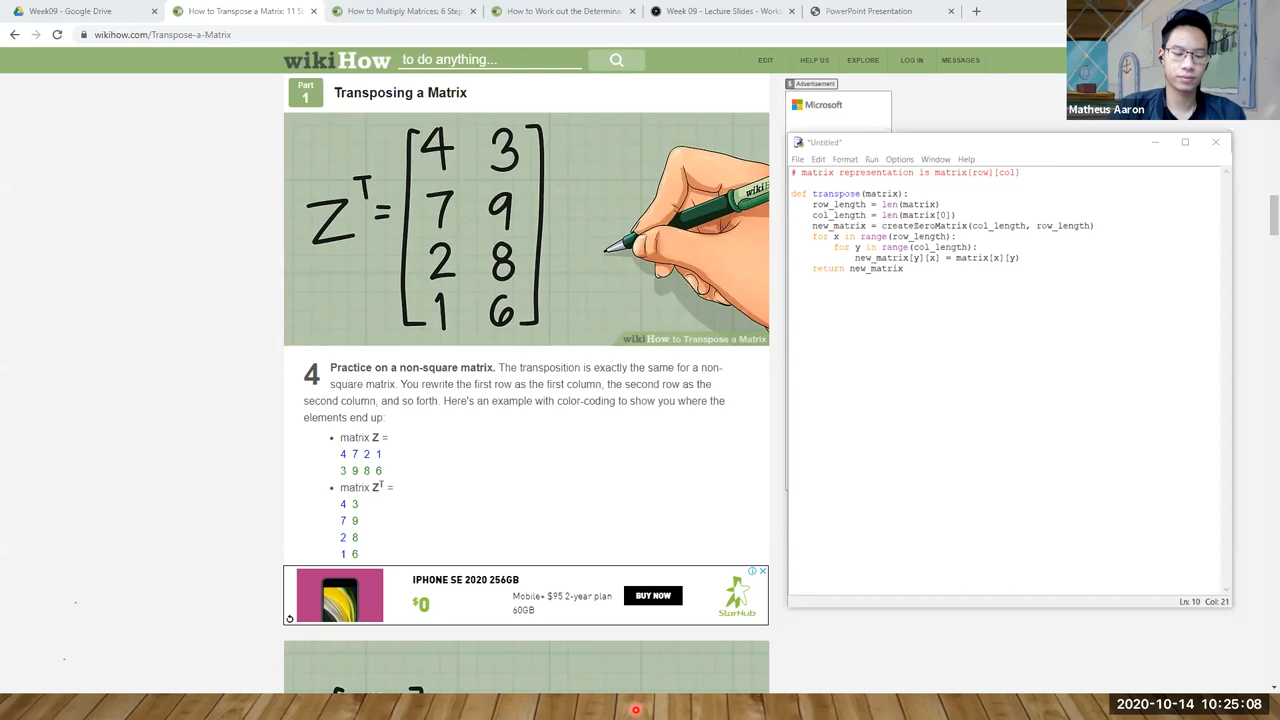 Week09 - Google Drive
How to Transpose a Matrix: 11 S
How to Multiply Matrices: 6 Step
How to Work out the Determina
Week 09 - Lecture Slides - Work
PowerPoint Presentation
wikihow.com/Transpose-a-Matrix
wikiHow to do anything...
EDIT HELP US EXPLORE LOG IN MESSAGES
Matheus Aaron
Part
1
Transposing a Matrix
Advertisement
Microsoft
Z^T =
4 3
7 9
2 8
1 6
wiki
wikiHow to Transpose a Matrix
4 Practice on a non-square matrix. The transposition is exactly the same for a non-
square matrix. You rewrite the first row as the first column, the second row as the
second column, and so forth. Here's an example with color-coding to show you where the
elements end up:
• matrix Z =
4 7 2 1
3 9 8 6
• matrix Z^T =
4 3
7 9
2 8
1 6
IPHONE SE 2020 256GB
$0
Mobile+ $95 2-year plan
60GB
BUY NOW
StarHub
*Untitled*
File Edit Format Run Options Window Help
# matrix representation is matrix[row][col]
def transpose(matrix):
    row_length = len(matrix)
    col_length = len(matrix[0])
    new_matrix = createZeroMatrix(col_length, row_length)
    for x in range(row_length):
        for y in range(col_length):
            new_matrix[y][x] = matrix[x][y]
    return new_matrix
Ln: 10 Col: 21
2020-10-14 10:25:08